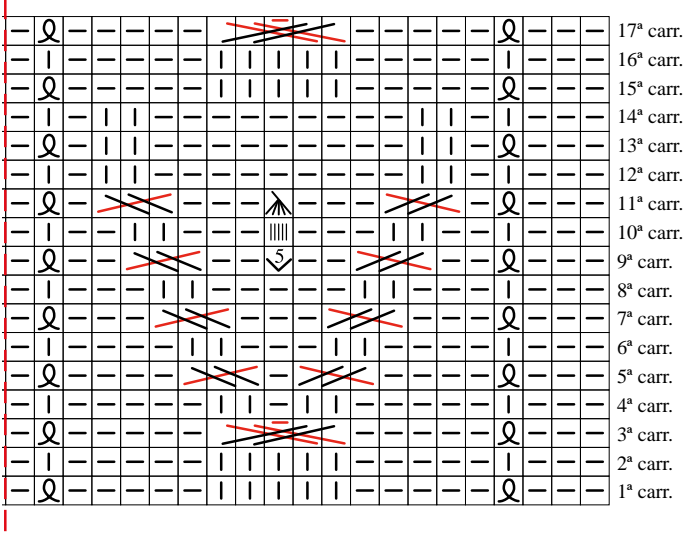 17ª carr.
16ª carr.
15ª carr.
14ª carr.
13ª carr.
12ª carr.
11ª carr.
10ª carr.
5 9ª carr.
8ª carr.
7ª carr.
6ª carr.
5ª carr.
4ª carr.
3ª carr.
2ª carr.
1ª carr.